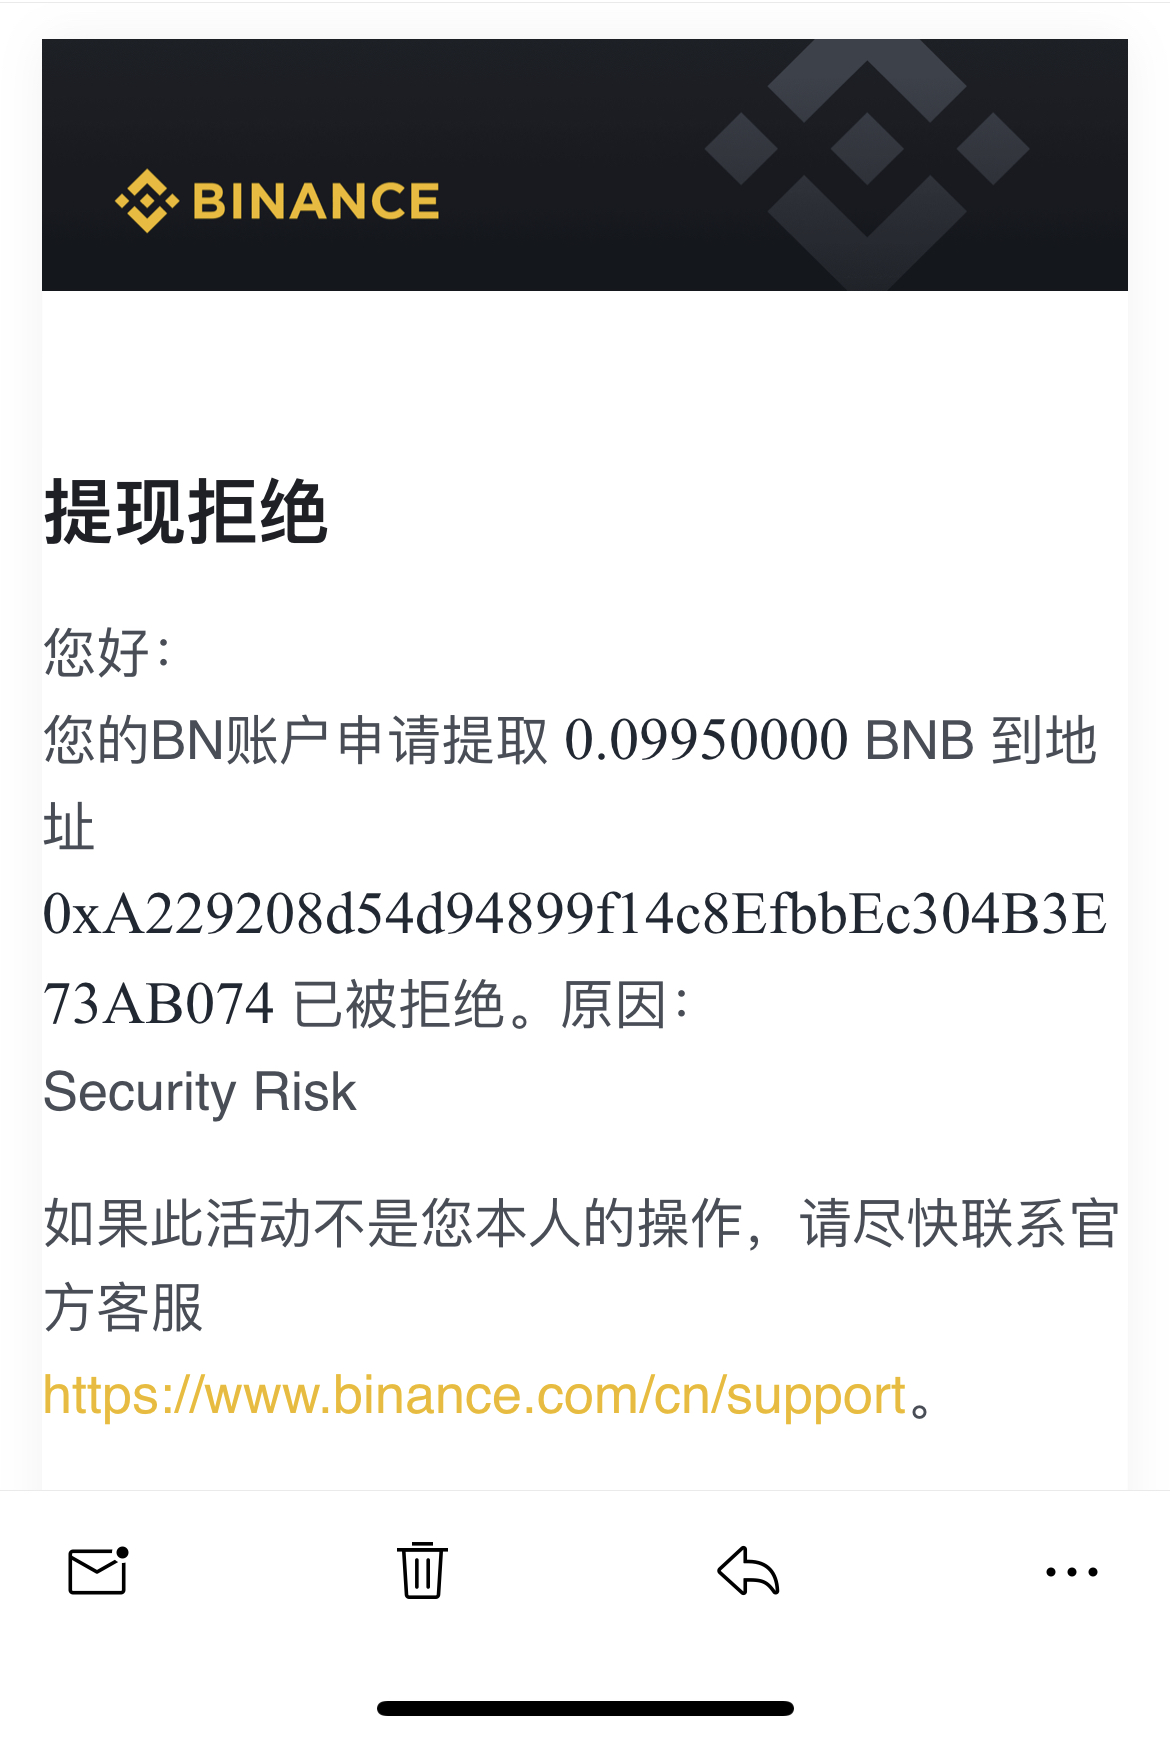 BINANCE
提现拒绝
您好：
您的BN账户申请提取 0.09950000 BNB 到地
址
0xA229208d54d94899f14c8EfbbEc304B3E
73AB074 已被拒绝。原因：
Security Risk
如果此活动不是您本人的操作，请尽快联系官
方客服
https://www.binance.com/cn/support。